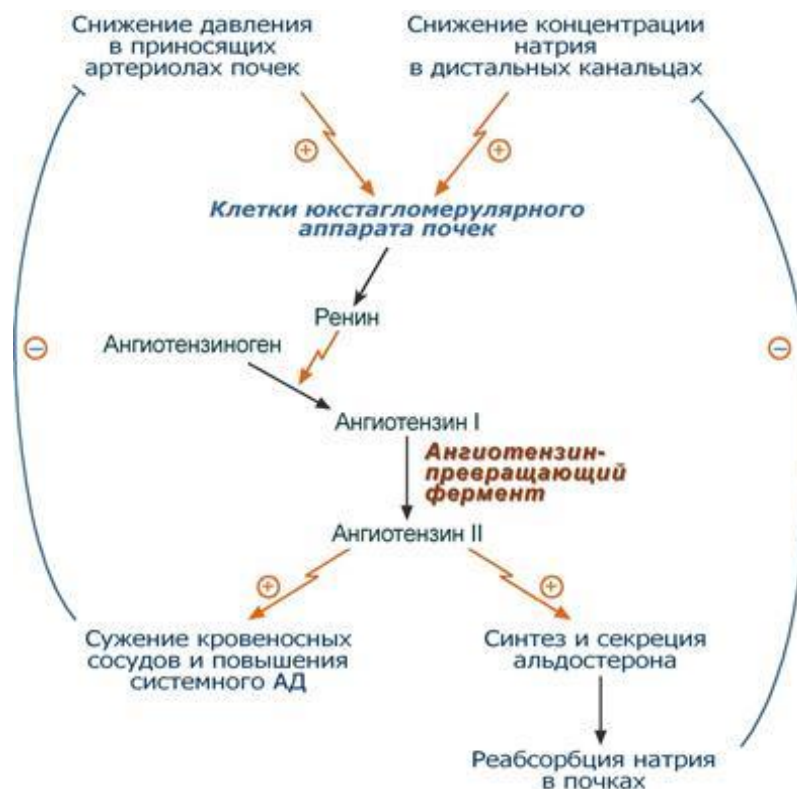 Снижение давления
в приносящих
артериолах почек
Снижение концентрации
натрия
в дистальных канальцах
+
+
Клетки юкстагломерулярного
аппарата почек
Ренин
Ангиотензиноген
−
−
Ангиотензин I
Ангиотензин-
превращающий
фермент
Ангиотензин II
+
+
Сужение кровеносных
сосудов и повышения
системного АД
Синтез и секреция
альдостерона
Реабсорбция натрия
в почках